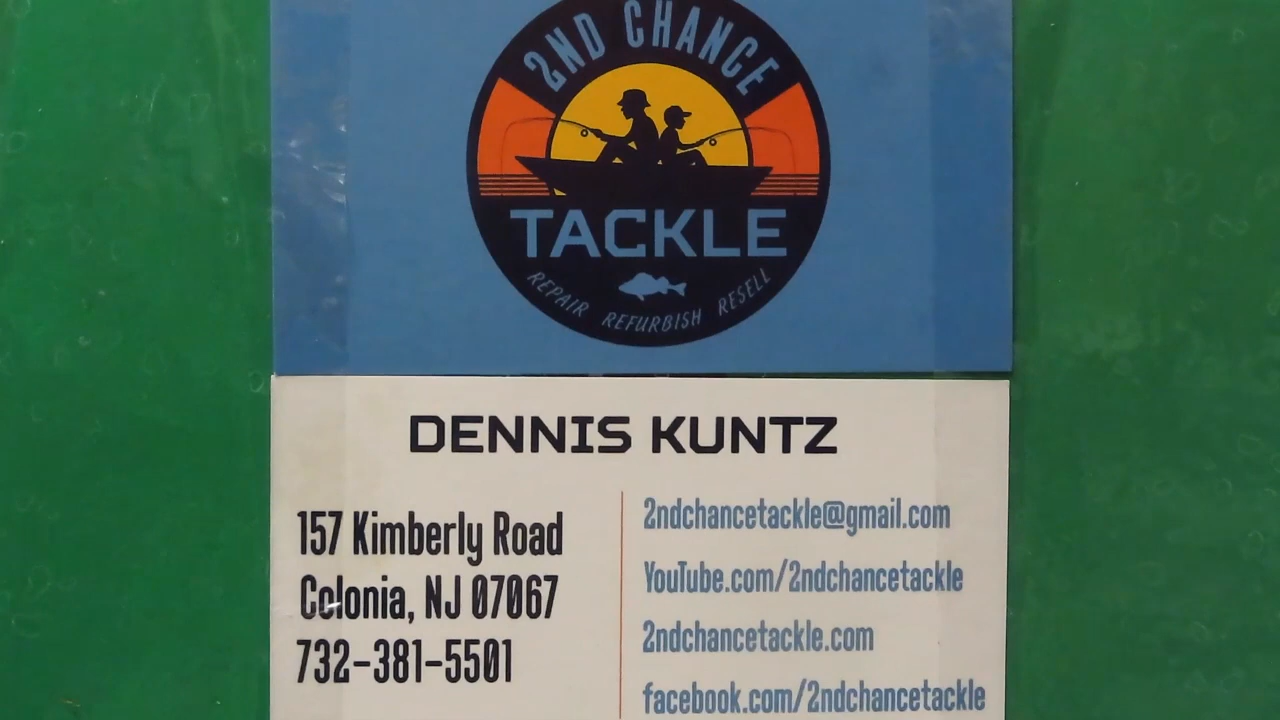 2ND CHANCE
TACKLE
REPAIR REFURBISH RESELL
DENNIS KUNTZ
157 Kimberly Road
Colonia, NJ 07067
732-381-5501
2ndchancetackle@gmail.com
YouTube.com/2ndchancetackle
2ndchancetackle.com
facebook.com/2ndchancetackle